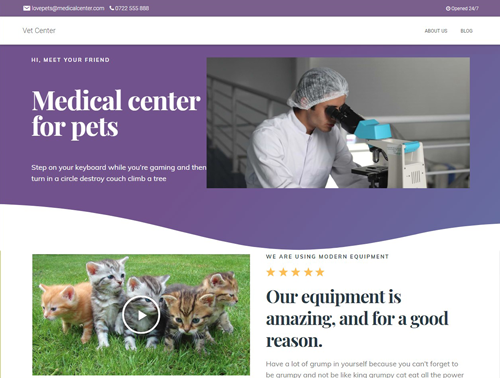 lovepets@medicalcenter.com 0722 555 888 Opened 24/7
Vet Center ABOUT US BLOG
HI, MEET YOUR FRIEND
Medical center
for pets
Step on your keyboard while you're gaming and then
turn in a circle destroy couch climb a tree
WE ARE USING MODERN EQUIPMENT
Our equipment is
amazing, and for a good
reason.
Have a lot of grump in yourself because you can't forget to
be grumpy and not be like king grumpy cat eat all the power